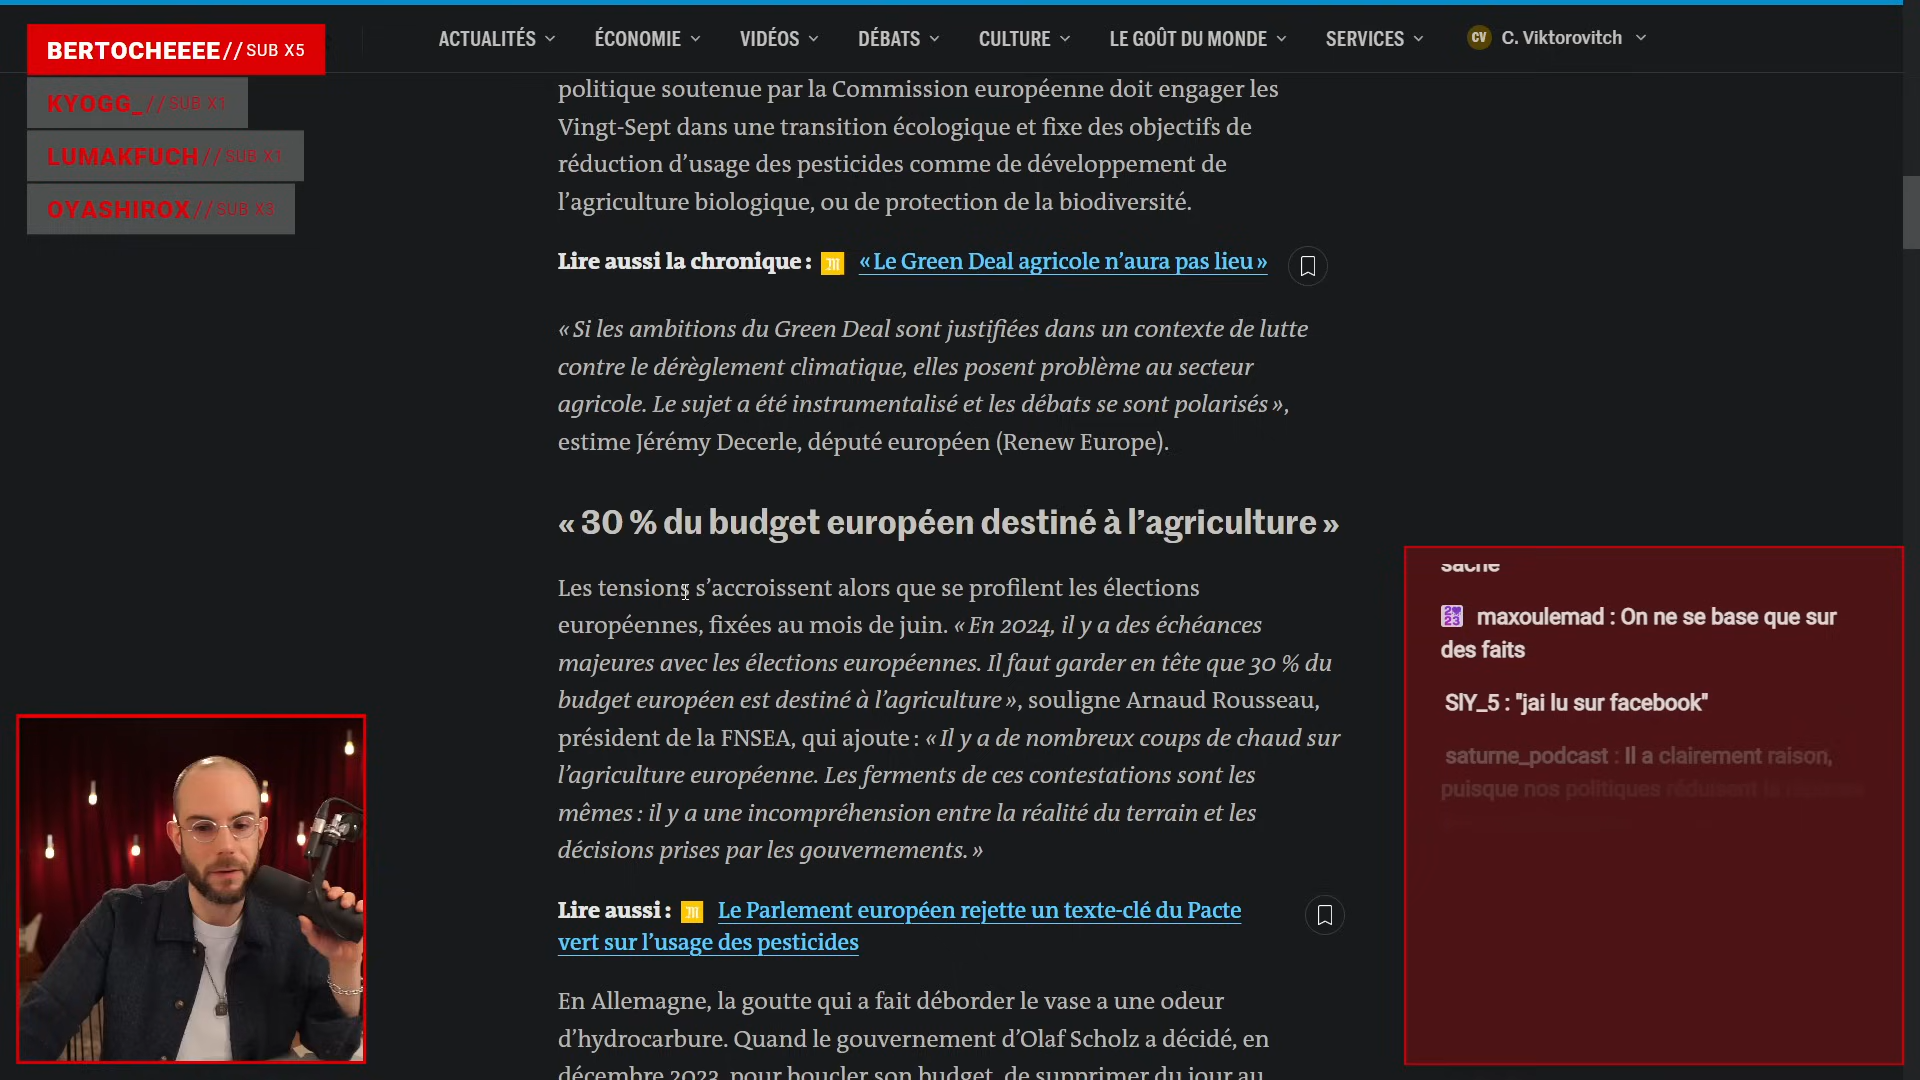 BERTOCHEEEE//SUB X5
KYOGG_//SUB X1
LUMAKFUCH//SUB X1
OYASHIROX//SUB X3
ACTUALITÉS
ÉCONOMIE
VIDÉOS
DÉBATS
CULTURE
LE GOÛT DU MONDE
SERVICES
CV C. Viktorovitch
politique soutenue par la Commission européenne doit engager les
Vingt-Sept dans une transition écologique et fixe des objectifs de
réduction d’usage des pesticides comme de développement de
l’agriculture biologique, ou de protection de la biodiversité.
Lire aussi la chronique : « Le Green Deal agricole n’aura pas lieu »
« Si les ambitions du Green Deal sont justifiées dans un contexte de lutte
contre le dérèglement climatique, elles posent problème au secteur
agricole. Le sujet a été instrumentalisé et les débats se sont polarisés »,
estime Jérémy Decerle, député européen (Renew Europe).
« 30 % du budget européen destiné à l’agriculture »
Les tensions s’accroissent alors que se profilent les élections
européennes, fixées au mois de juin. « En 2024, il y a des échéances
majeures avec les élections européennes. Il faut garder en tête que 30 % du
budget européen est destiné à l’agriculture », souligne Arnaud Rousseau,
président de la FNSEA, qui ajoute : « Il y a de nombreux coups de chaud sur
l’agriculture européenne. Les ferments de ces contestations sont les
mêmes : il y a une incompréhension entre la réalité du terrain et les
décisions prises par les gouvernements. »
Lire aussi : Le Parlement européen rejette un texte-clé du Pacte
vert sur l’usage des pesticides
En Allemagne, la goutte qui a fait déborder le vase a une odeur
d’hydrocarbure. Quand le gouvernement d’Olaf Scholz a décidé, en
décembre 2023, pour boucler son budget, de supprimer du jour au
sache
maxoulemad : On ne se base que sur
des faits
SlY_5 : "jai lu sur facebook"
saturne_podcast : Il a clairement raison,
puisque nos politiques réduisent la